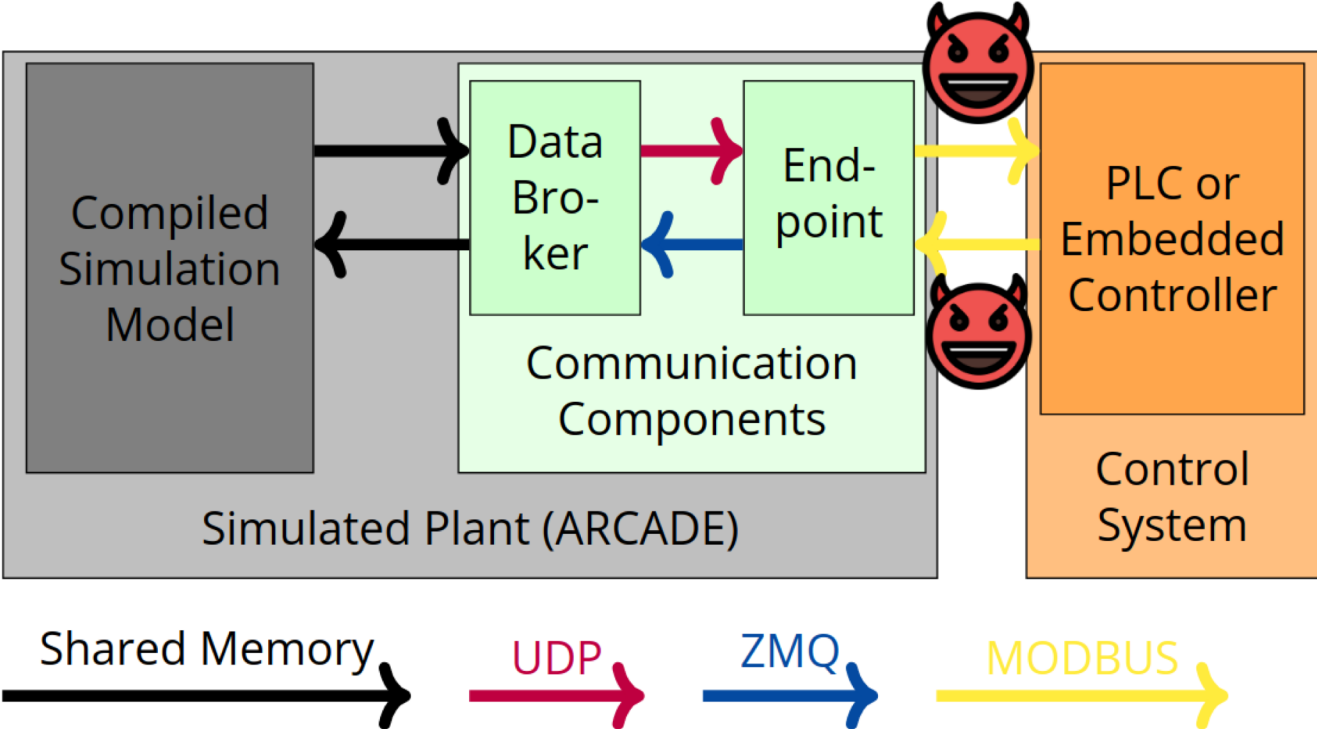 Compiled
Simulation
Model
Data
Bro-
ker
End-
point
Communication
Components
Simulated Plant (ARCADE)
PLC or
Embedded
Controller
Control
System
Shared Memory
UDP
ZMQ
MODBUS